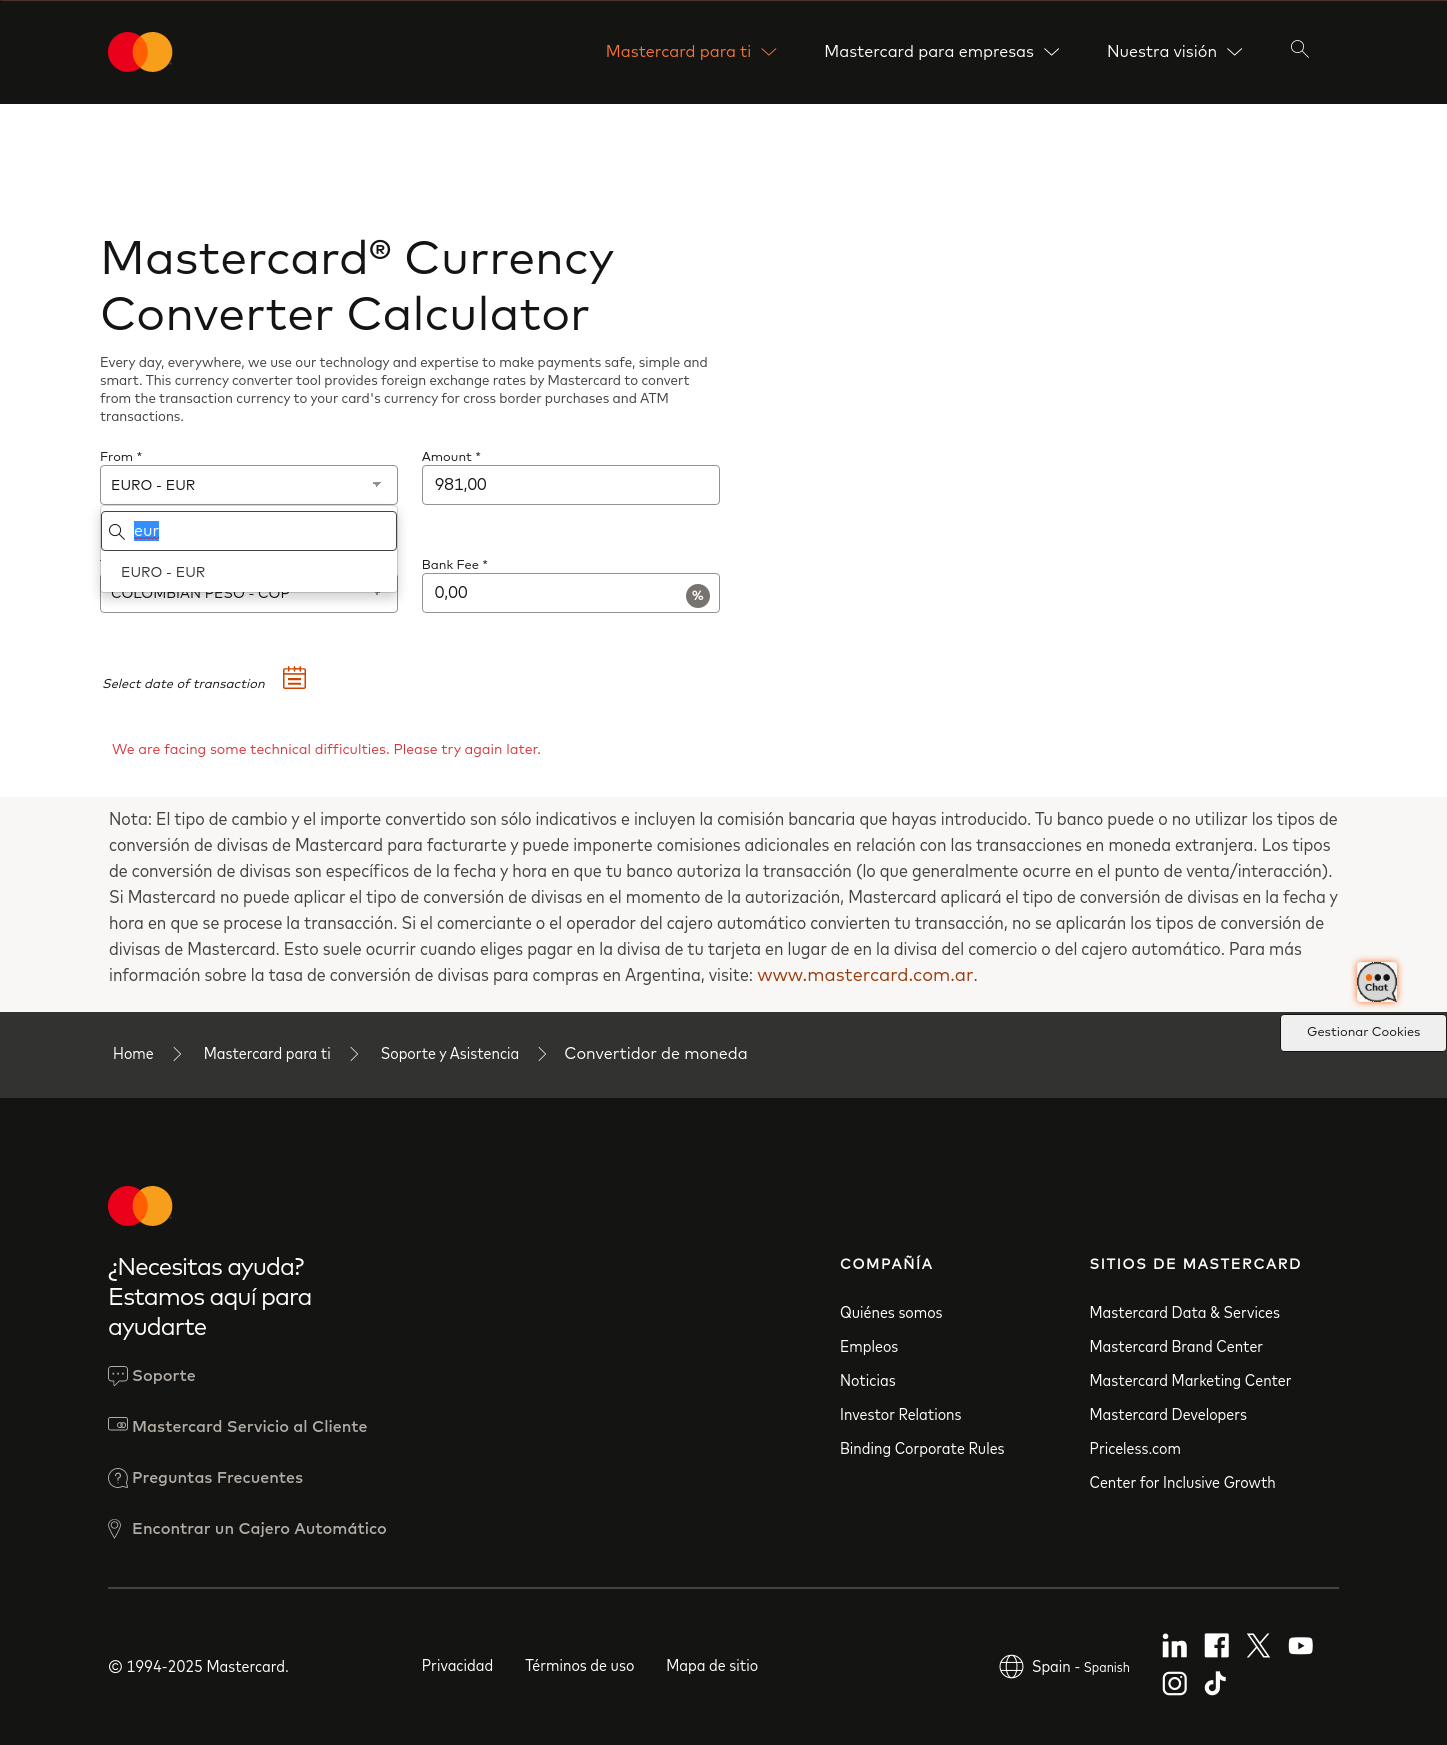 Mastercard para ti
Mastercard para empresas
Nuestra visión
Mastercard® Currency
Converter Calculator
Every day, everywhere, we use our technology and expertise to make payments safe, simple and
smart. This currency converter tool provides foreign exchange rates by Mastercard to convert
from the transaction currency to your card's currency for cross border purchases and ATM
transactions.
From *
Amount *
EURO - EUR
981,00
eur
EURO - EUR
Bank Fee *
COLOMBIAN PESO - COP
0,00
%
Select date of transaction
We are facing some technical difficulties. Please try again later.
Nota: El tipo de cambio y el importe convertido son sólo indicativos e incluyen la comisión bancaria que hayas introducido. Tu banco puede o no utilizar los tipos de
conversión de divisas de Mastercard para facturarte y puede imponerte comisiones adicionales en relación con las transacciones en moneda extranjera. Los tipos
de conversión de divisas son específicos de la fecha y hora en que tu banco autoriza la transacción (lo que generalmente ocurre en el punto de venta/interacción).
Si Mastercard no puede aplicar el tipo de conversión de divisas en el momento de la autorización, Mastercard aplicará el tipo de conversión de divisas en la fecha y
hora en que se procese la transacción. Si el comerciante o el operador del cajero automático convierten tu transacción, no se aplicarán los tipos de conversión de
divisas de Mastercard. Esto suele ocurrir cuando eliges pagar en la divisa de tu tarjeta en lugar de en la divisa del comercio o del cajero automático. Para más
información sobre la tasa de conversión de divisas para compras en Argentina, visite: www.mastercard.com.ar.
Chat
Gestionar Cookies
Home
Mastercard para ti
Soporte y Asistencia
Convertidor de moneda
¿Necesitas ayuda?
Estamos aquí para
ayudarte
Soporte
Mastercard Servicio al Cliente
Preguntas Frecuentes
Encontrar un Cajero Automático
COMPAÑÍA
Quiénes somos
Empleos
Noticias
Investor Relations
Binding Corporate Rules
SITIOS DE MASTERCARD
Mastercard Data & Services
Mastercard Brand Center
Mastercard Marketing Center
Mastercard Developers
Priceless.com
Center for Inclusive Growth
© 1994-2025 Mastercard.
Privacidad
Términos de uso
Mapa de sitio
Spain - Spanish